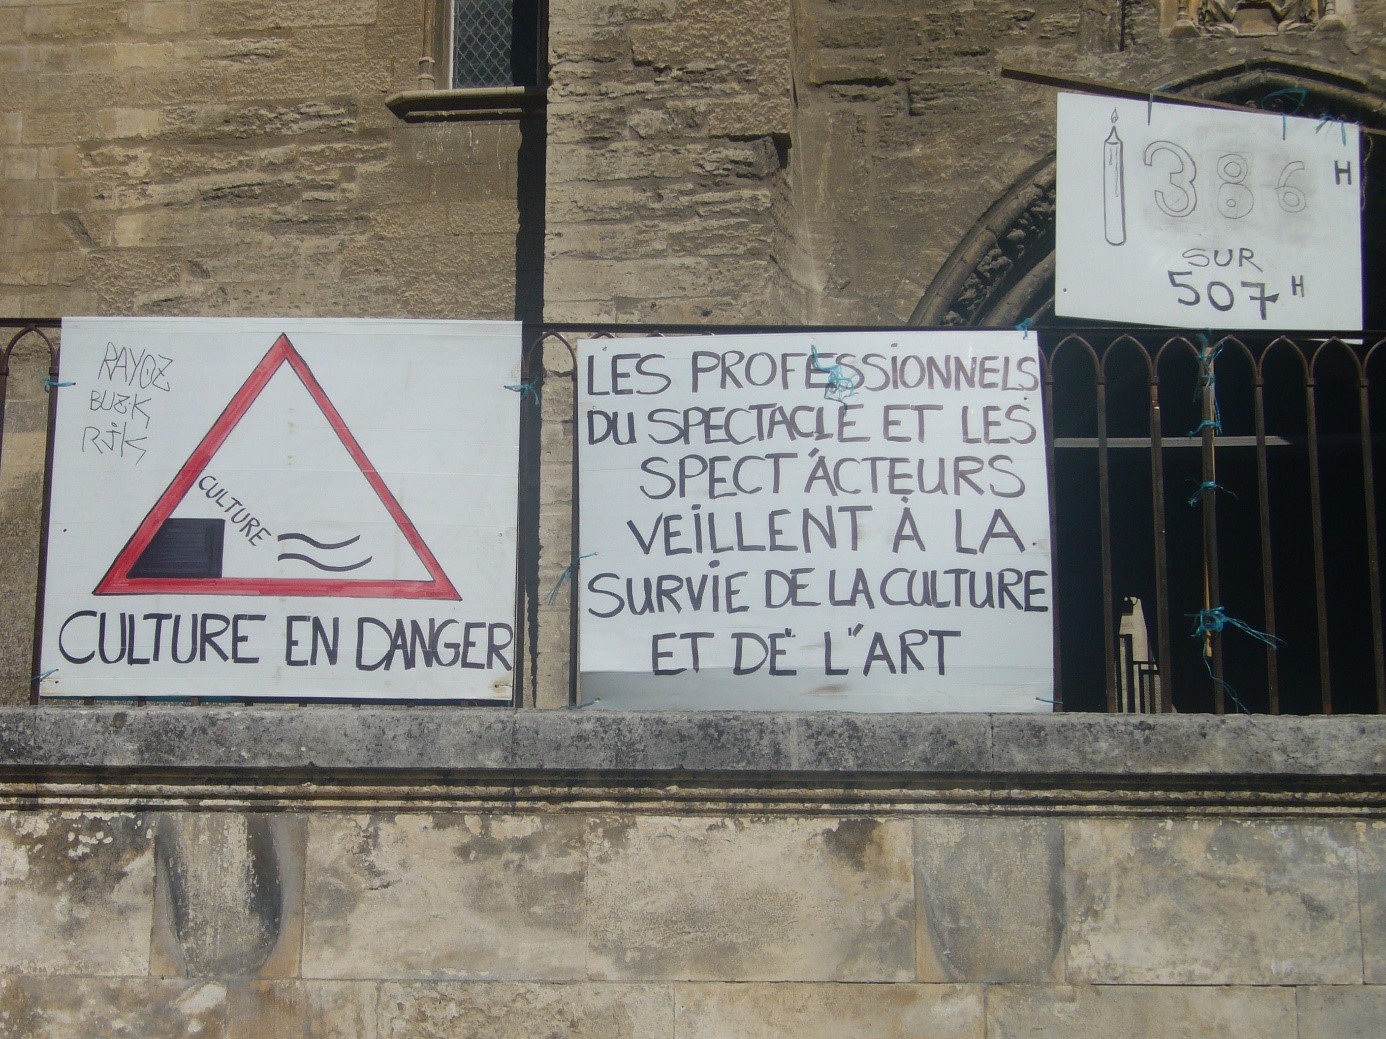 RAYOZ
BUZK
RJK
CULTURE
CULTURE EN DANGER
LES PROFESSIONNELS
DU SPECTACLE ET LES
SPECT'ACTEURS
VEILLENT À LA
SURVIE DE LA CULTURE
ET DE L'ART
386 H
SUR
507 H